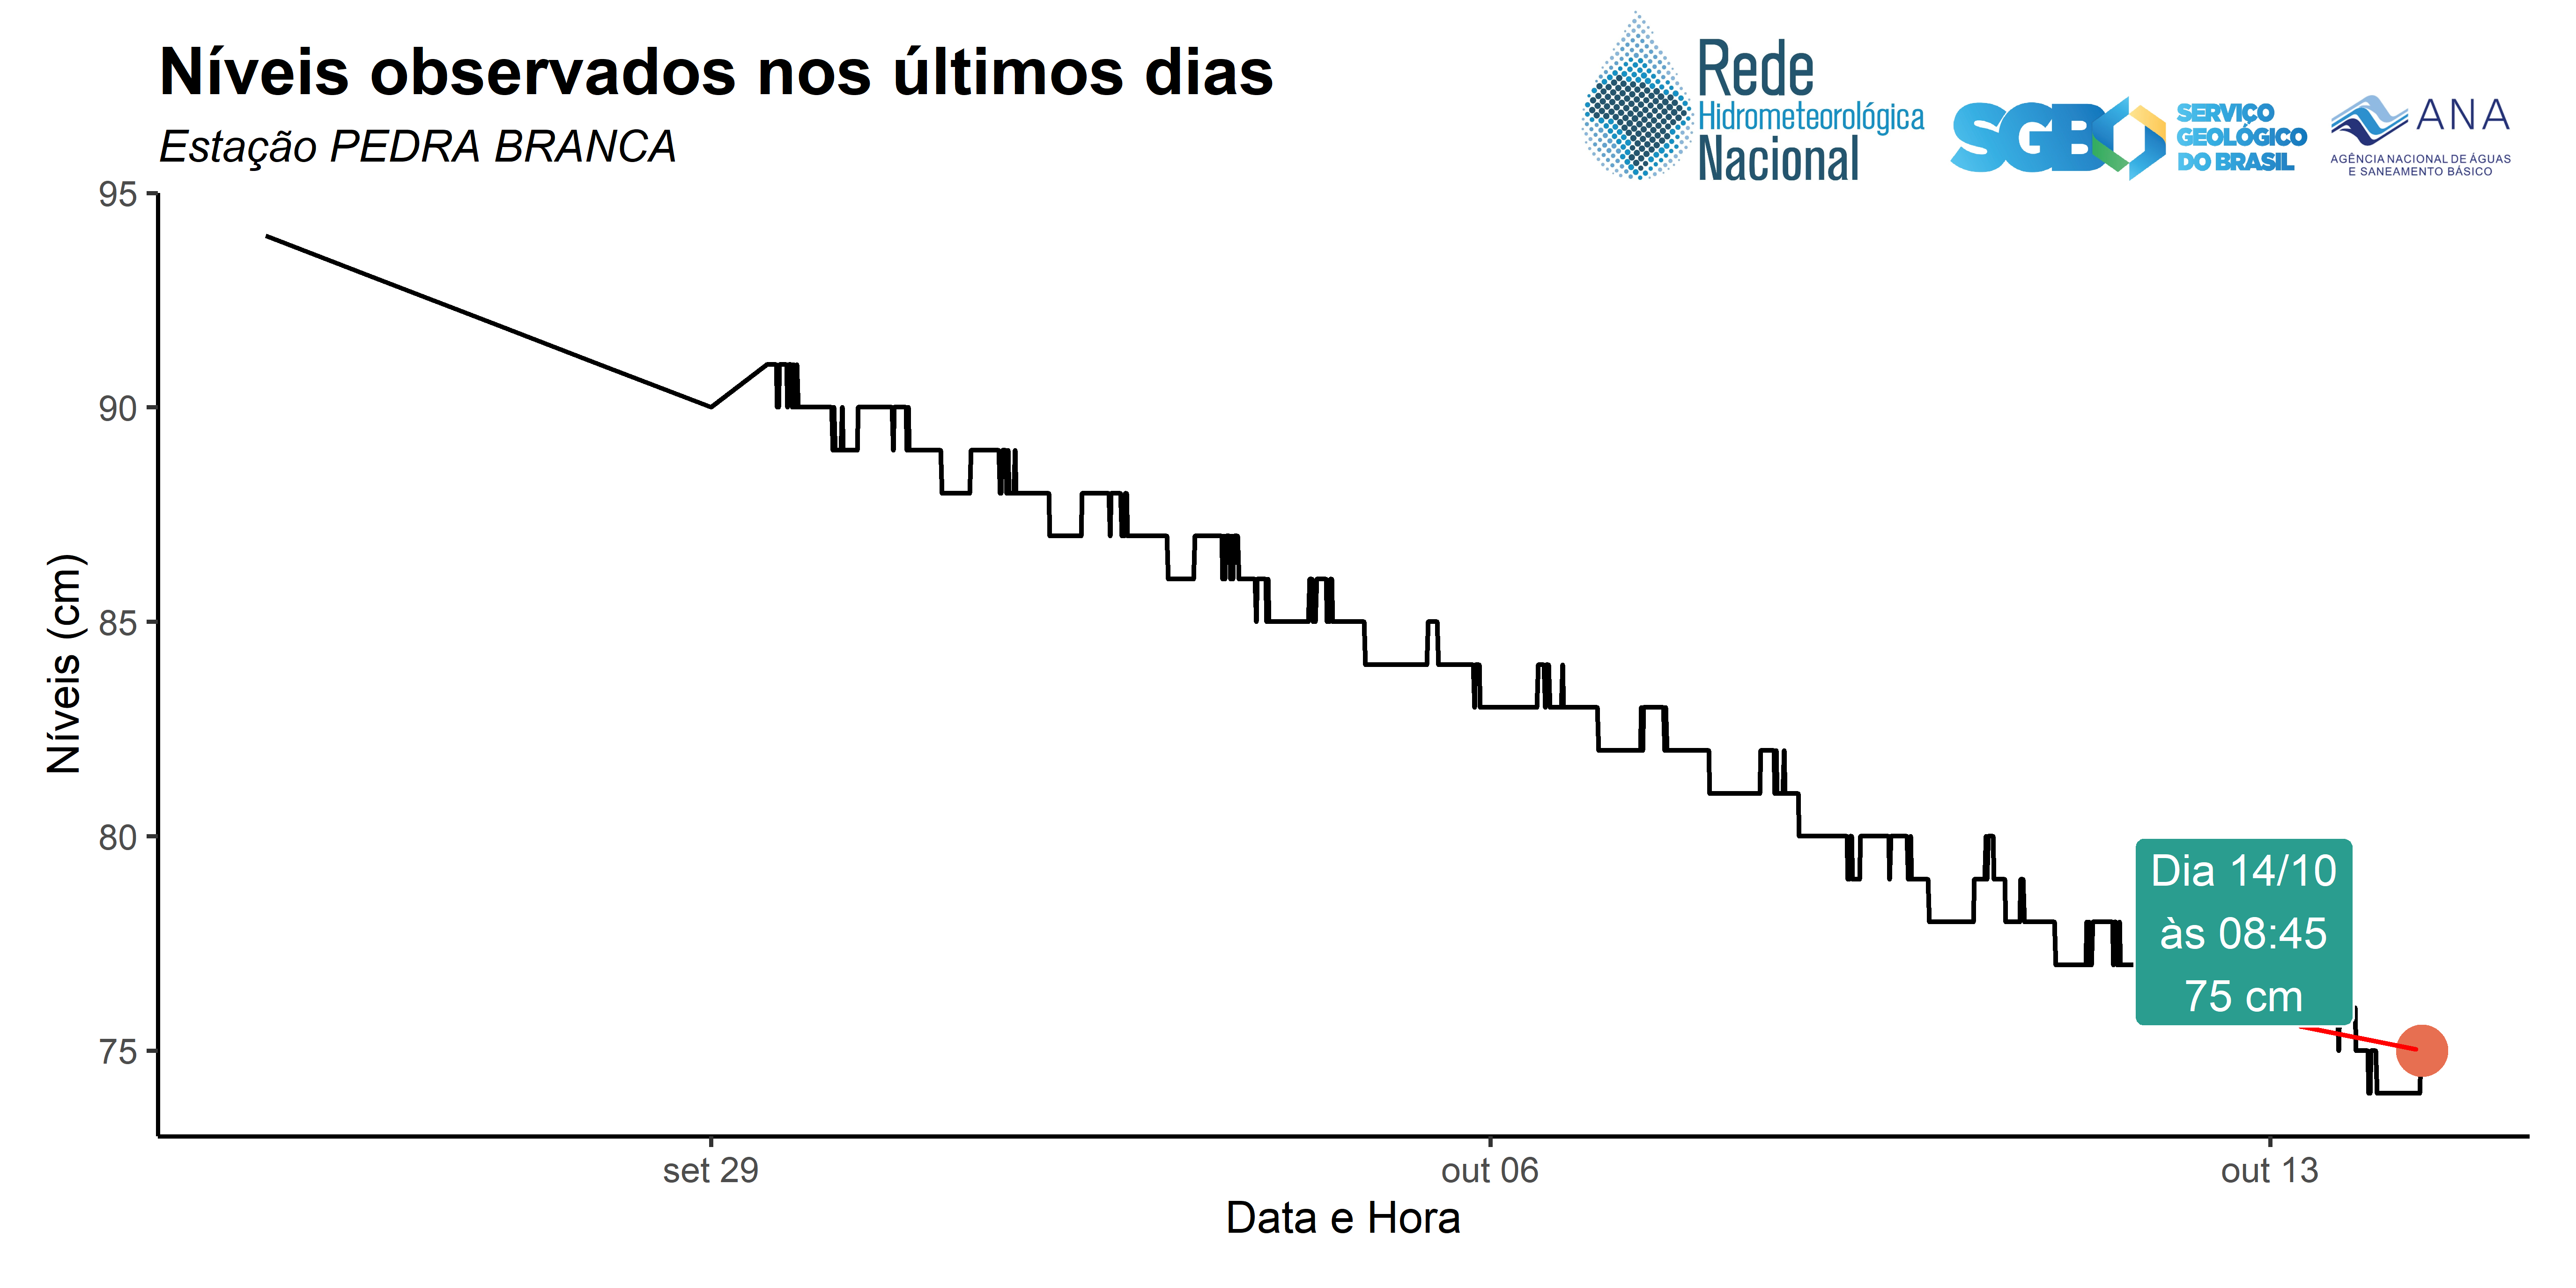 Níveis observados nos últimos dias
Estação PEDRA BRANCA
Rede
Hidrometeorológica
Nacional
SGB
SERVIÇO
GEOLÓGICO
DO BRASIL
ANA
AGÊNCIA NACIONAL DE ÁGUAS
E SANEAMENTO BÁSICO
Níveis (cm)
95
90
85
80
75
Dia 14/10
às 08:45
75 cm
set 29
out 06
out 13
Data e Hora